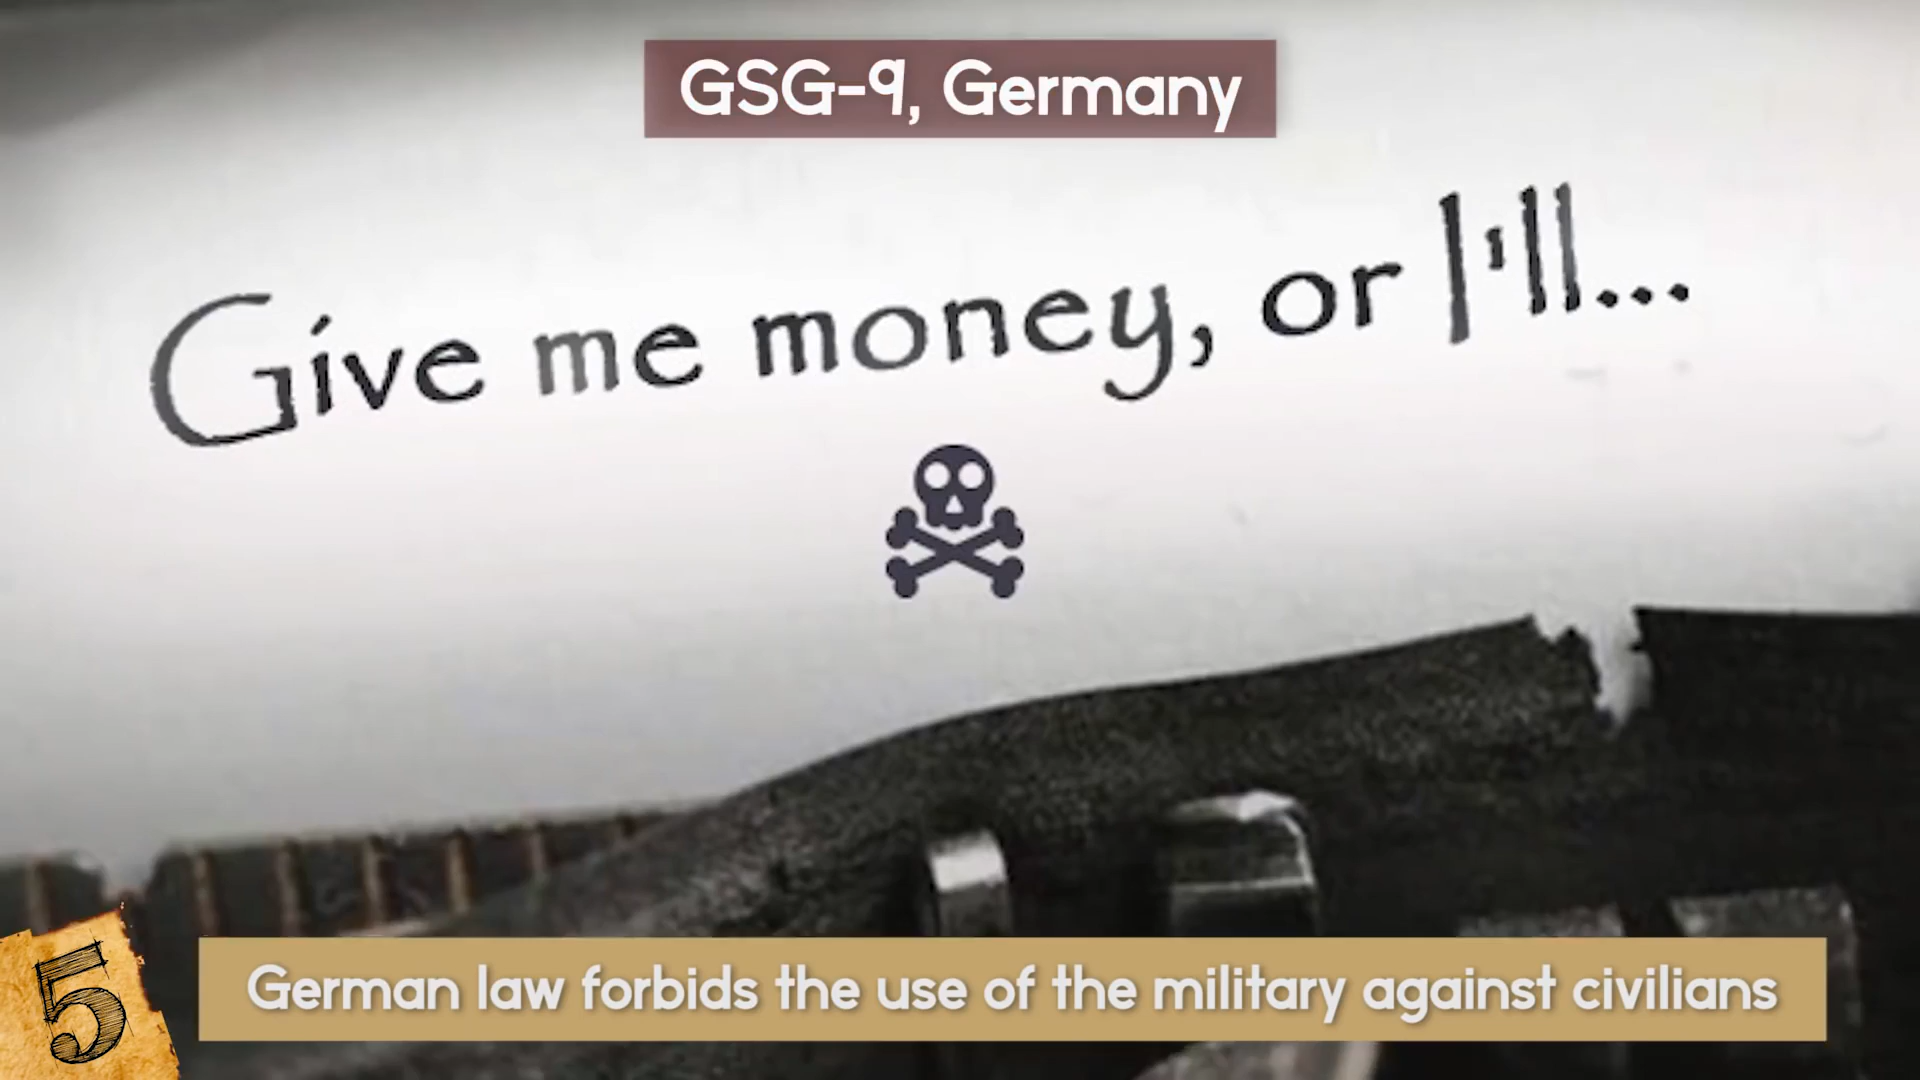 GSG-9, Germany
Give me money, or I'll...
5
German law forbids the use of the military against civilians